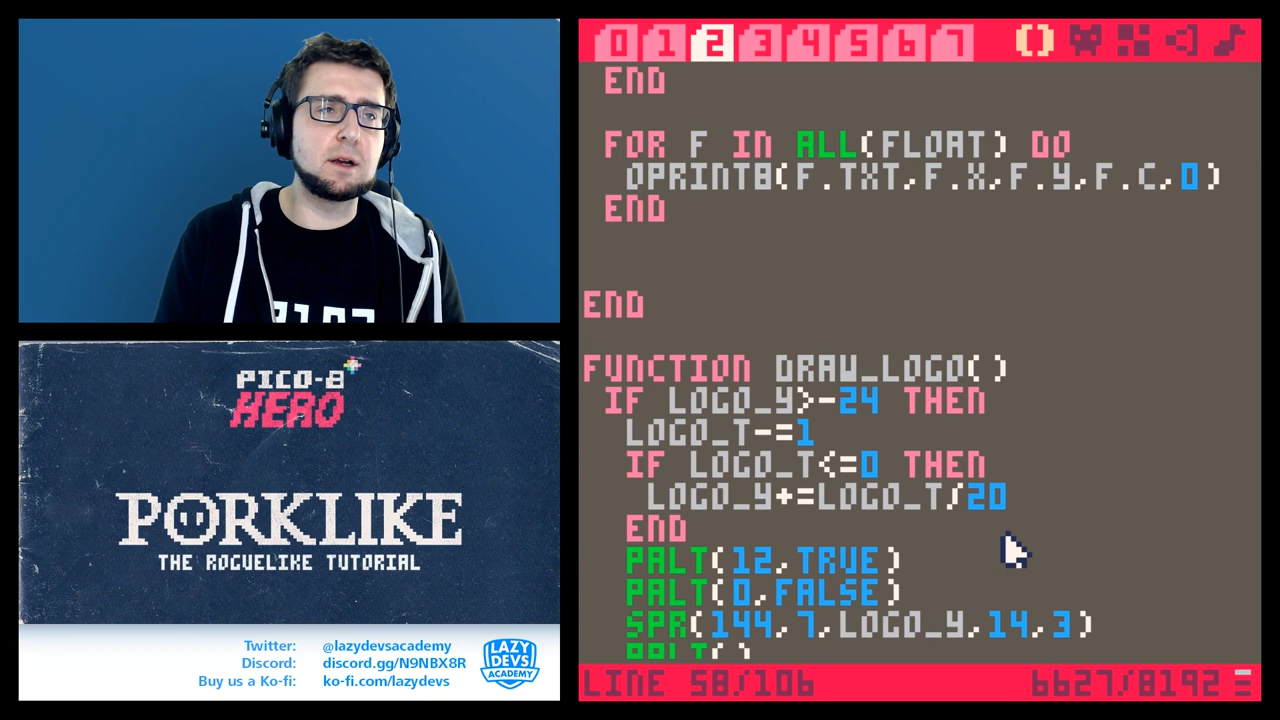 PICO-8
HERO
PORKLIKE
THE ROGUELIKE TUTORIAL
Twitter: @lazydevsacademy
Discord: discord.gg/N9NBX8R
Buy us a Ko-fi: ko-fi.com/lazydevs
LAZY
DEVS
ACADEMY
0 1 2 3 4 5 6 7 ()
END
FOR F IN ALL(FLOAT) DO
OPRINT8(F.TXT,F.X,F.Y,F.C,0)
END
END
FUNCTION DRAW_LOGO()
IF LOGO_Y>-24 THEN
LOGO_T-=1
IF LOGO_T<=0 THEN
LOGO_Y+=LOGO_T/20
END
PALT(12,TRUE)
PALT(0,FALSE)
SPR(144,7,LOGO_Y,14,3)
LINE 58/106 6627/8192